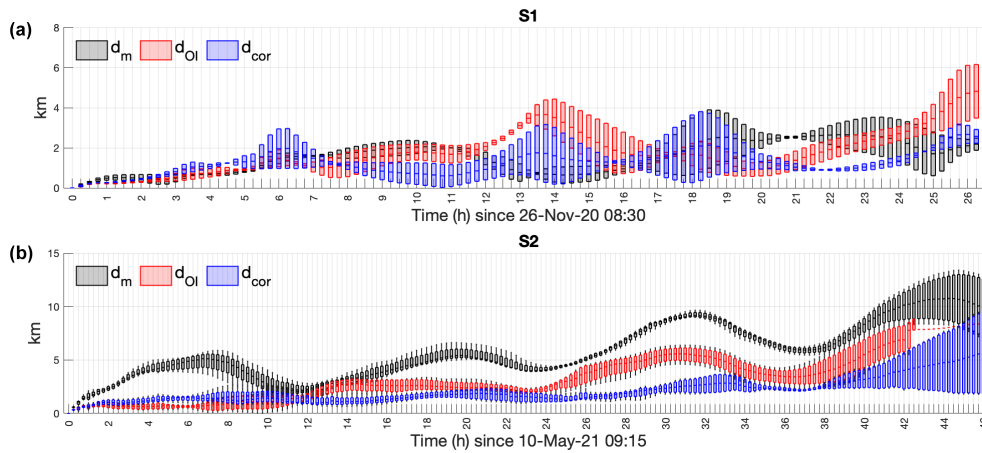 S1
(a)
8
6
4
2
0
km
d_m d_OI d_cor
0 1 2 3 4 5 6 7 8 9 10 11 12 13 14 15 16 17 18 19 20 21 22 23 24 25 26
Time (h) since 26-Nov-20 08:30
S2
(b)
15
10
5
0
km
d_m d_OI d_cor
0 2 4 6 8 10 12 14 16 18 20 22 24 26 28 30 32 34 36 38 40 42 44
Time (h) since 10-May-21 09:15